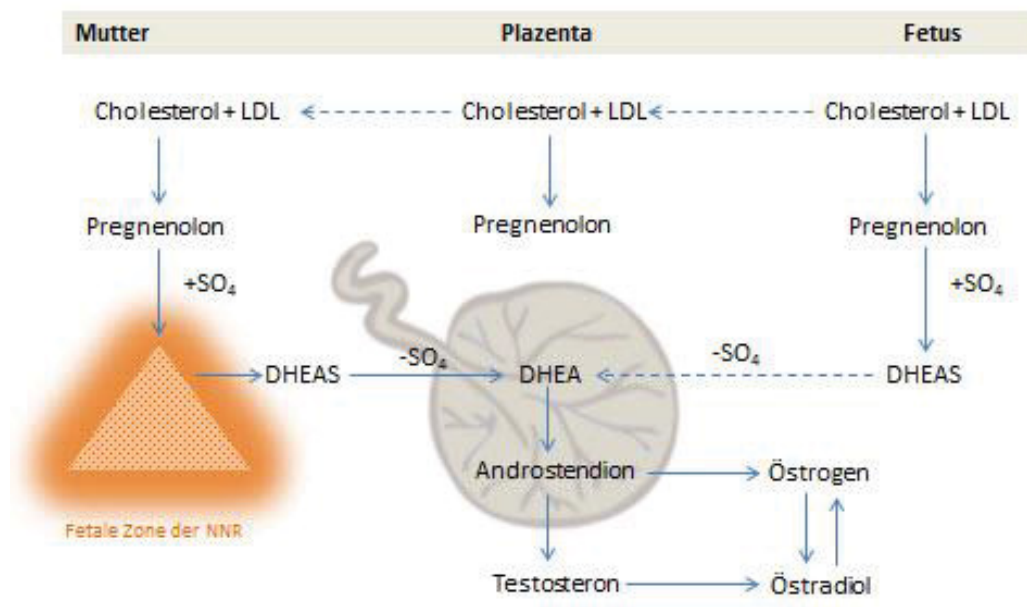 Mutter Plazenta Fetus
Cholesterol + LDL Cholesterol + LDL Cholesterol + LDL
Pregnenolon Pregnenolon Pregnenolon
+SO₄ +SO₄
-SO₄ -SO₄
DHEAS DHEA DHEAS
Androstendion Östrogen
Fetale Zone der NNR
Testosteron Östradiol